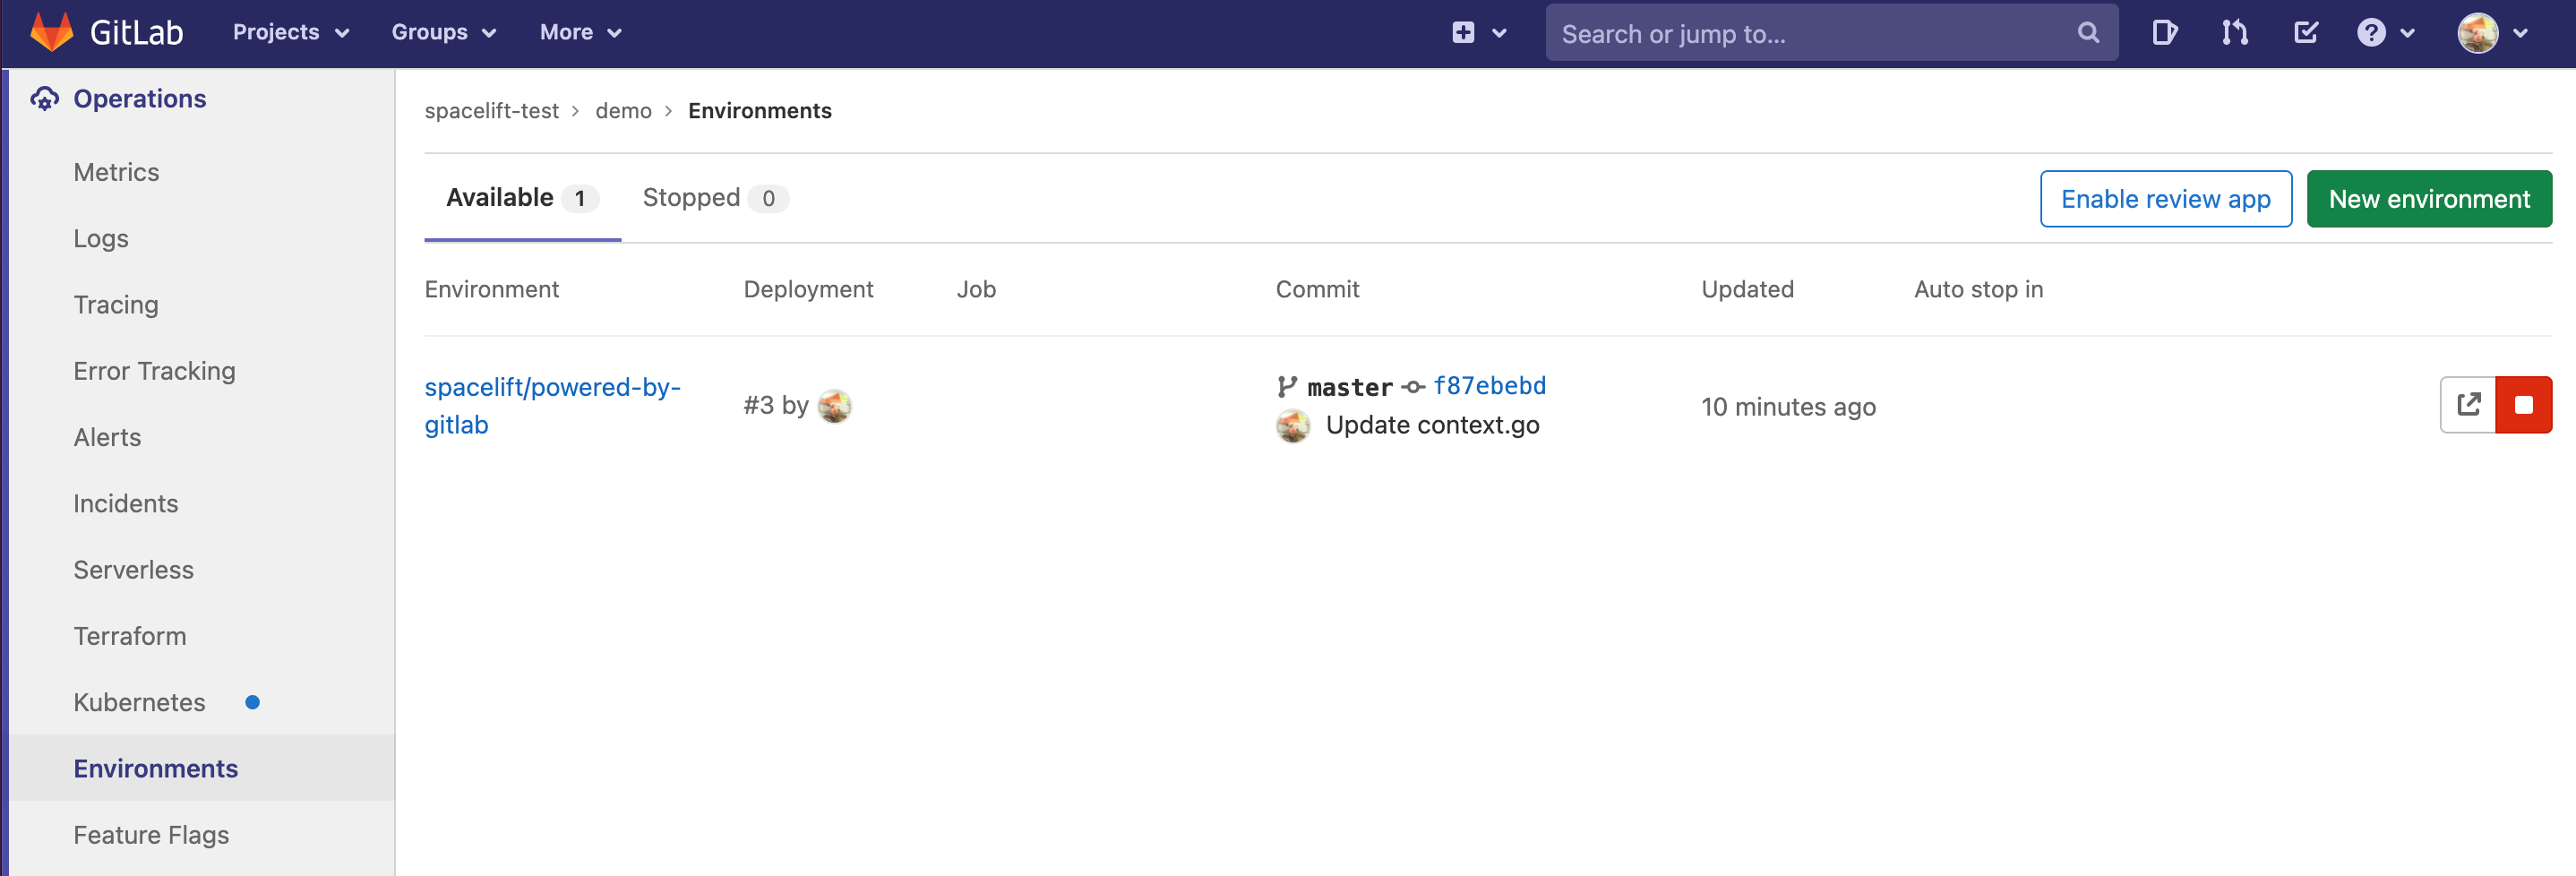 GitLab Projects Groups More Search or jump to...
Operations
Metrics
Logs
Tracing
Error Tracking
Alerts
Incidents
Serverless
Terraform
Kubernetes
Environments
Feature Flags
spacelift-test > demo > Environments
Available 1 Stopped 0 Enable review app New environment
Environment Deployment Job Commit Updated Auto stop in
spacelift/powered-by-
gitlab
#3 by
master f87ebebd
Update context.go
10 minutes ago